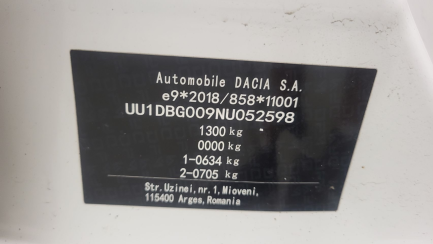 Automobile DACIA S.A.
e9*2018/858*11001
UU1DBG009NU052598
1300 kg
0000 kg
1-0634 kg
2-0705 kg
Str. Uzinei, nr. 1, Mioveni,
115400 Arges, Romania